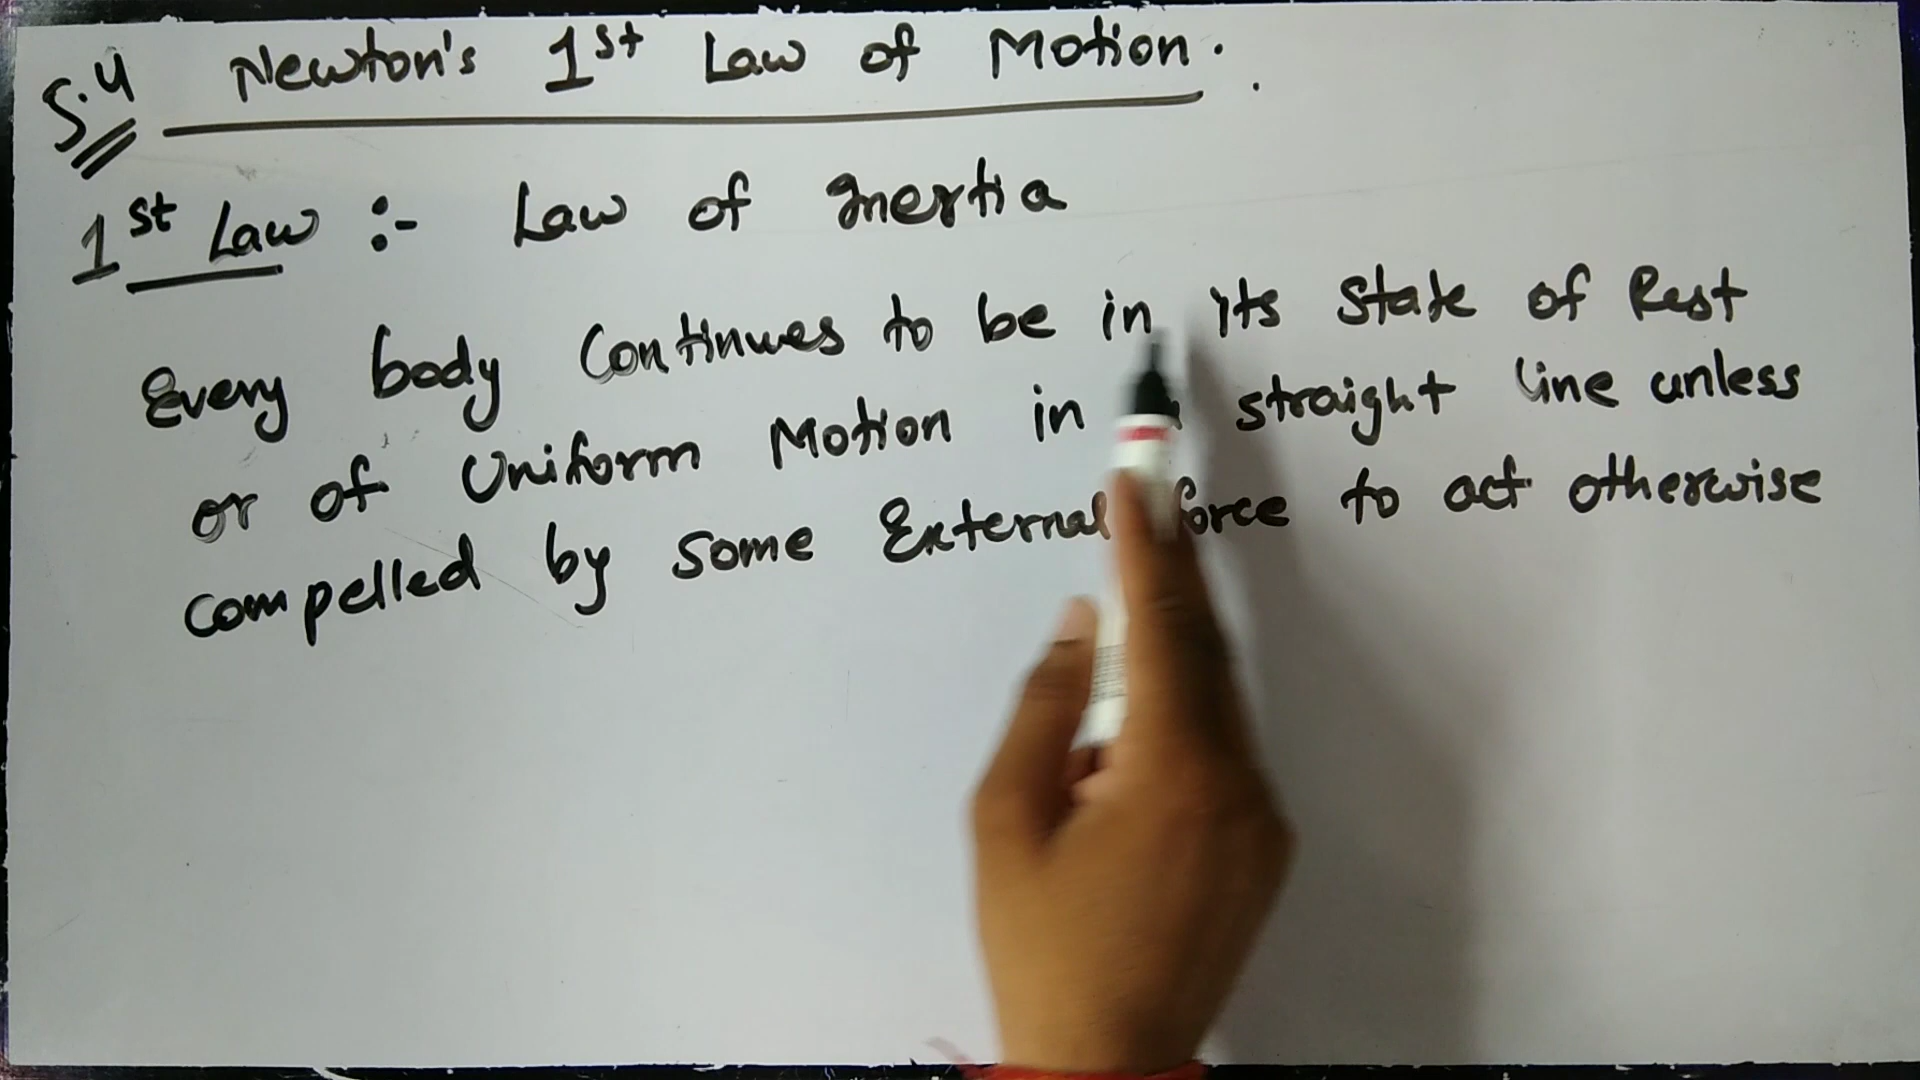 5.4 Newton's 1st Law of Motion.
1st Law :- Law of Inertia
Every body Continues to be in its State of Rest
or of Uniform Motion in straight line unless
compelled by some External force to act otherwise